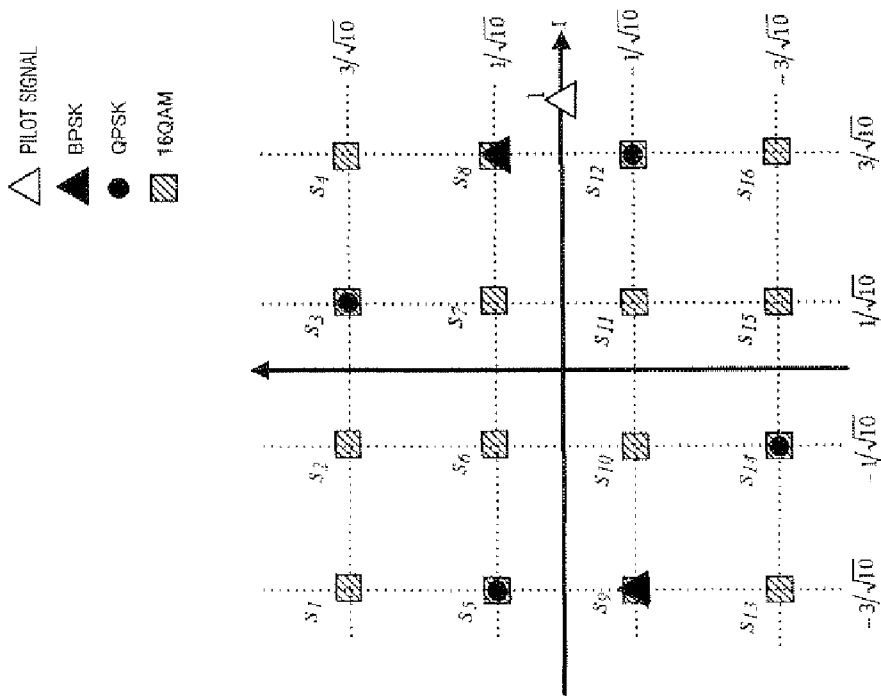 PILOT SIGNAL
BPSK
QPSK
16QAM
3/√10
1/√10
1
I
1/√10
-3/√10
S1
S2
S3
S4
S5
S6
S7
S8
S9
S10
S11
S12
S13
S14
S15
S16
-3/√10
-1/√10
1/√10
3/√10